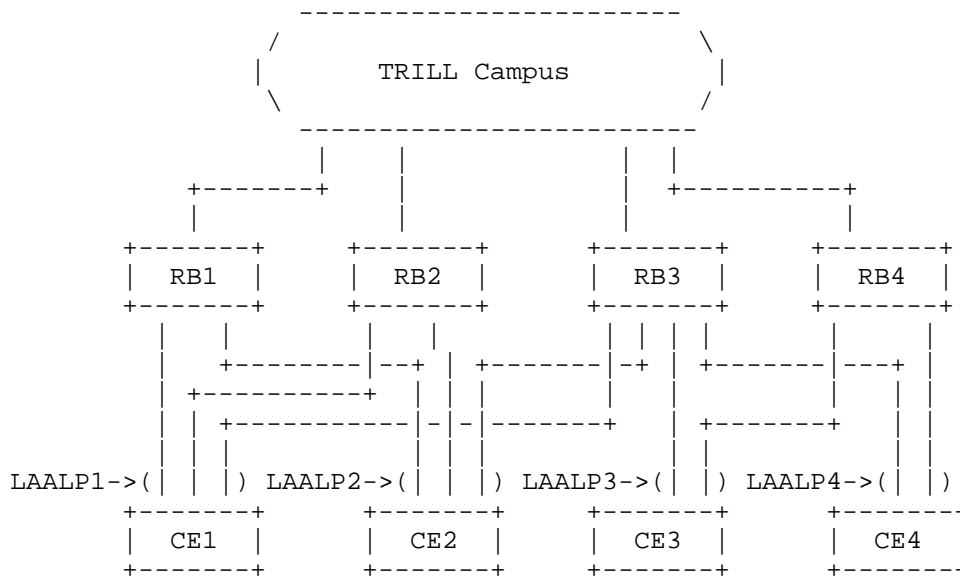 TRILL Campus
RB1 RB2 RB3 RB4
LAALP1->( ) LAALP2->( ) LAALP3->( ) LAALP4->( )
CE1 CE2 CE3 CE4